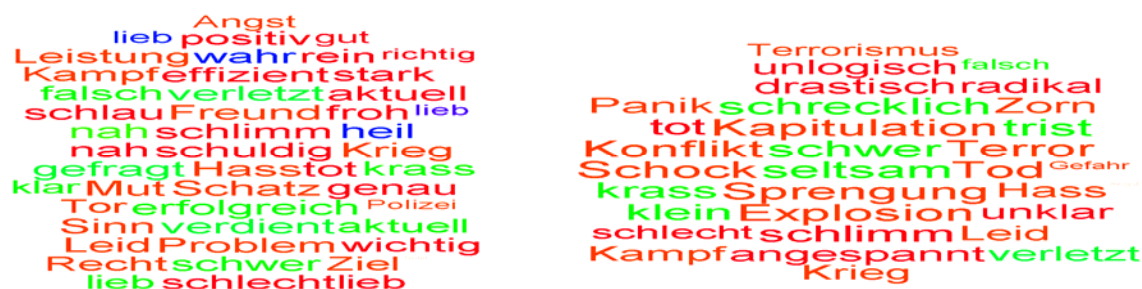 Angst
lieb positiv gut
Leistung wahr rein richtig
Kampf effizient stark
falsch verletzt aktuell
schlau Freund froh lieb
nah schlimm heil
nah schuldig Krieg
gefragt Hass tot krass
klar Mut Schatz genau
Tor erfolgreich Polizei
Sinn verdient aktuell
Leid Problem wichtig
Recht schwer Ziel
lieb schlecht lieb
Terrorismus
unlogisch falsch
drastisch radikal
Panik schrecklich Zorn
tot Kapitulation trist
Konflikt schwer Terror
Schock seltsam Tod Gefahr
krass Sprengung Hass
klein Explosion unklar
schlecht schlimm Leid
Kampf angespannt verletzt
Krieg